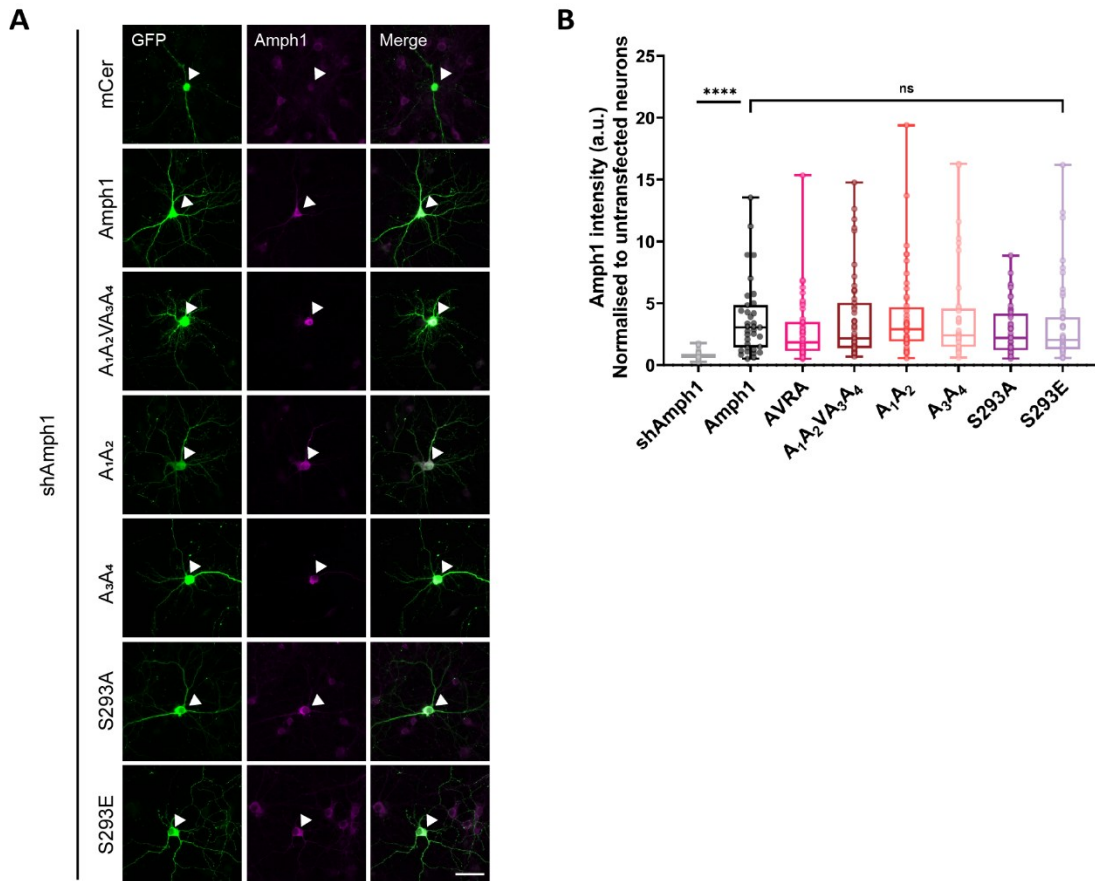 A
GFP Amph1 Merge
shAmph1
mCer
Amph1
A₁A₂VA₃A₄
A₁A₂
A₃A₄
S293A
S293E
B
Amph1 intensity (a.u.)
Normalised to untransfected neurons
25
20
15
10
5
0
**** ns
shAmph1 Amph1 AVRA A₁A₂VA₃A₄ A₁A₂ A₃A₄ S293A S293E